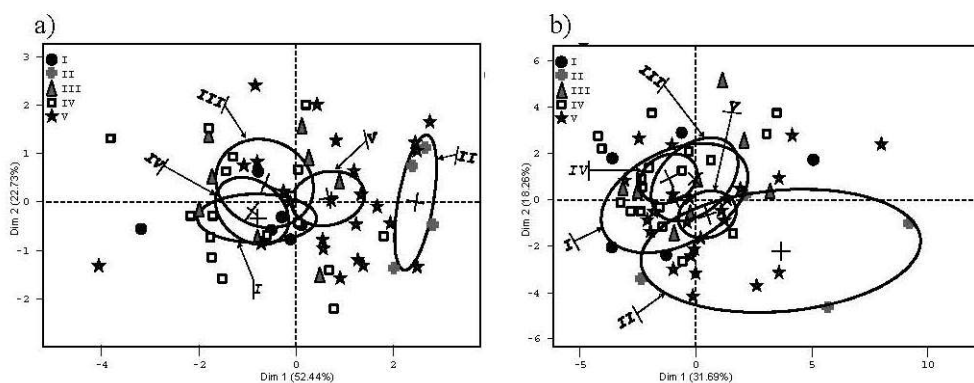 a)
b)
3
2
1
0
-1
-2
-4
-2
0
2
Dim 2 (22.73%)
Dim 1 (52.44%)
I
II
III
IV
V
III
IV
V
II
I
6
4
2
0
-2
-4
-6
-5
0
5
10
Dim 2 (18.26%)
Dim 1 (31.69%)
I
II
III
IV
V
III
V
IV
I
II